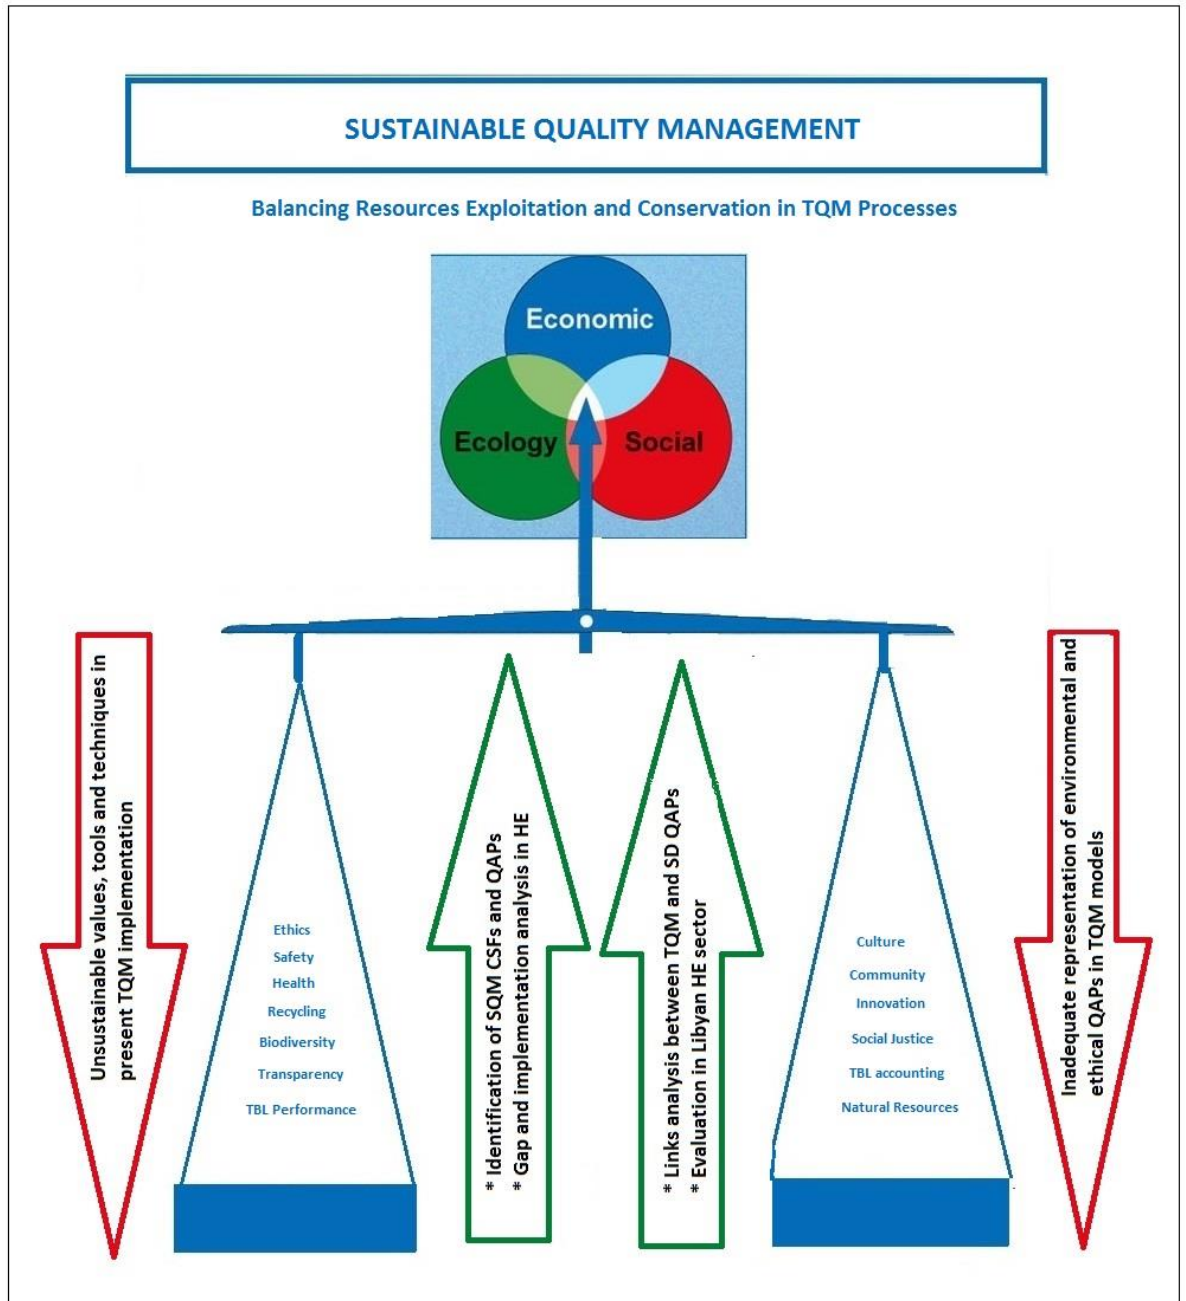 SUSTAINABLE QUALITY MANAGEMENT
Balancing Resources Exploitation and Conservation in TQM Processes
Economic
Ecology
Social
Unsustainable values, tools and techniques in
present TQM implementation
Ethics
Safety
Health
Recycling
Biodiversity
Transparency
TBL Performance
* Identification of SQM CSFs and QAPs
* Gap and implementation analysis in HE
* Links analysis between TQM and SD QAPs
* Evaluation in Libyan HE sector
Culture
Community
Innovation
Social Justice
TBL accounting
Natural Resources
Inadequate representation of environmental and
ethical QAPs in TQM models